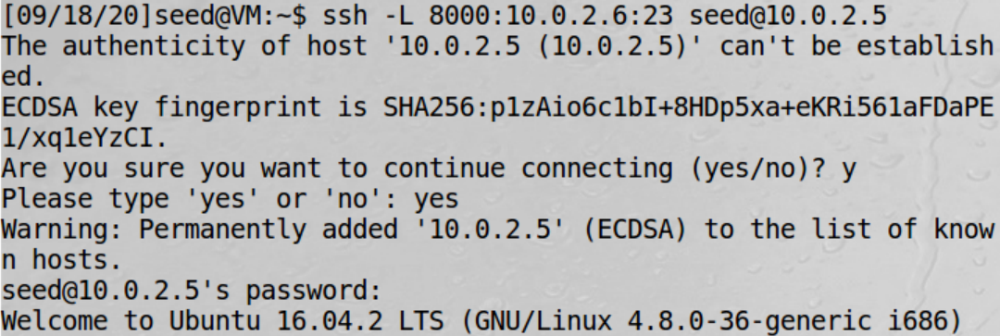 [09/18/20]seed@VM:~$ ssh -L 8000:10.0.2.6:23 seed@10.0.2.5
The authenticity of host '10.0.2.5 (10.0.2.5)' can't be establish
ed.
ECDSA key fingerprint is SHA256:p1zAio6c1bI+8HDp5xa+eKRi561aFDaPE
1/xq1eYzCI.
Are you sure you want to continue connecting (yes/no)? y
Please type 'yes' or 'no': yes
Warning: Permanently added '10.0.2.5' (ECDSA) to the list of know
n hosts.
seed@10.0.2.5's password:
Welcome to Ubuntu 16.04.2 LTS (GNU/Linux 4.8.0-36-generic i686)